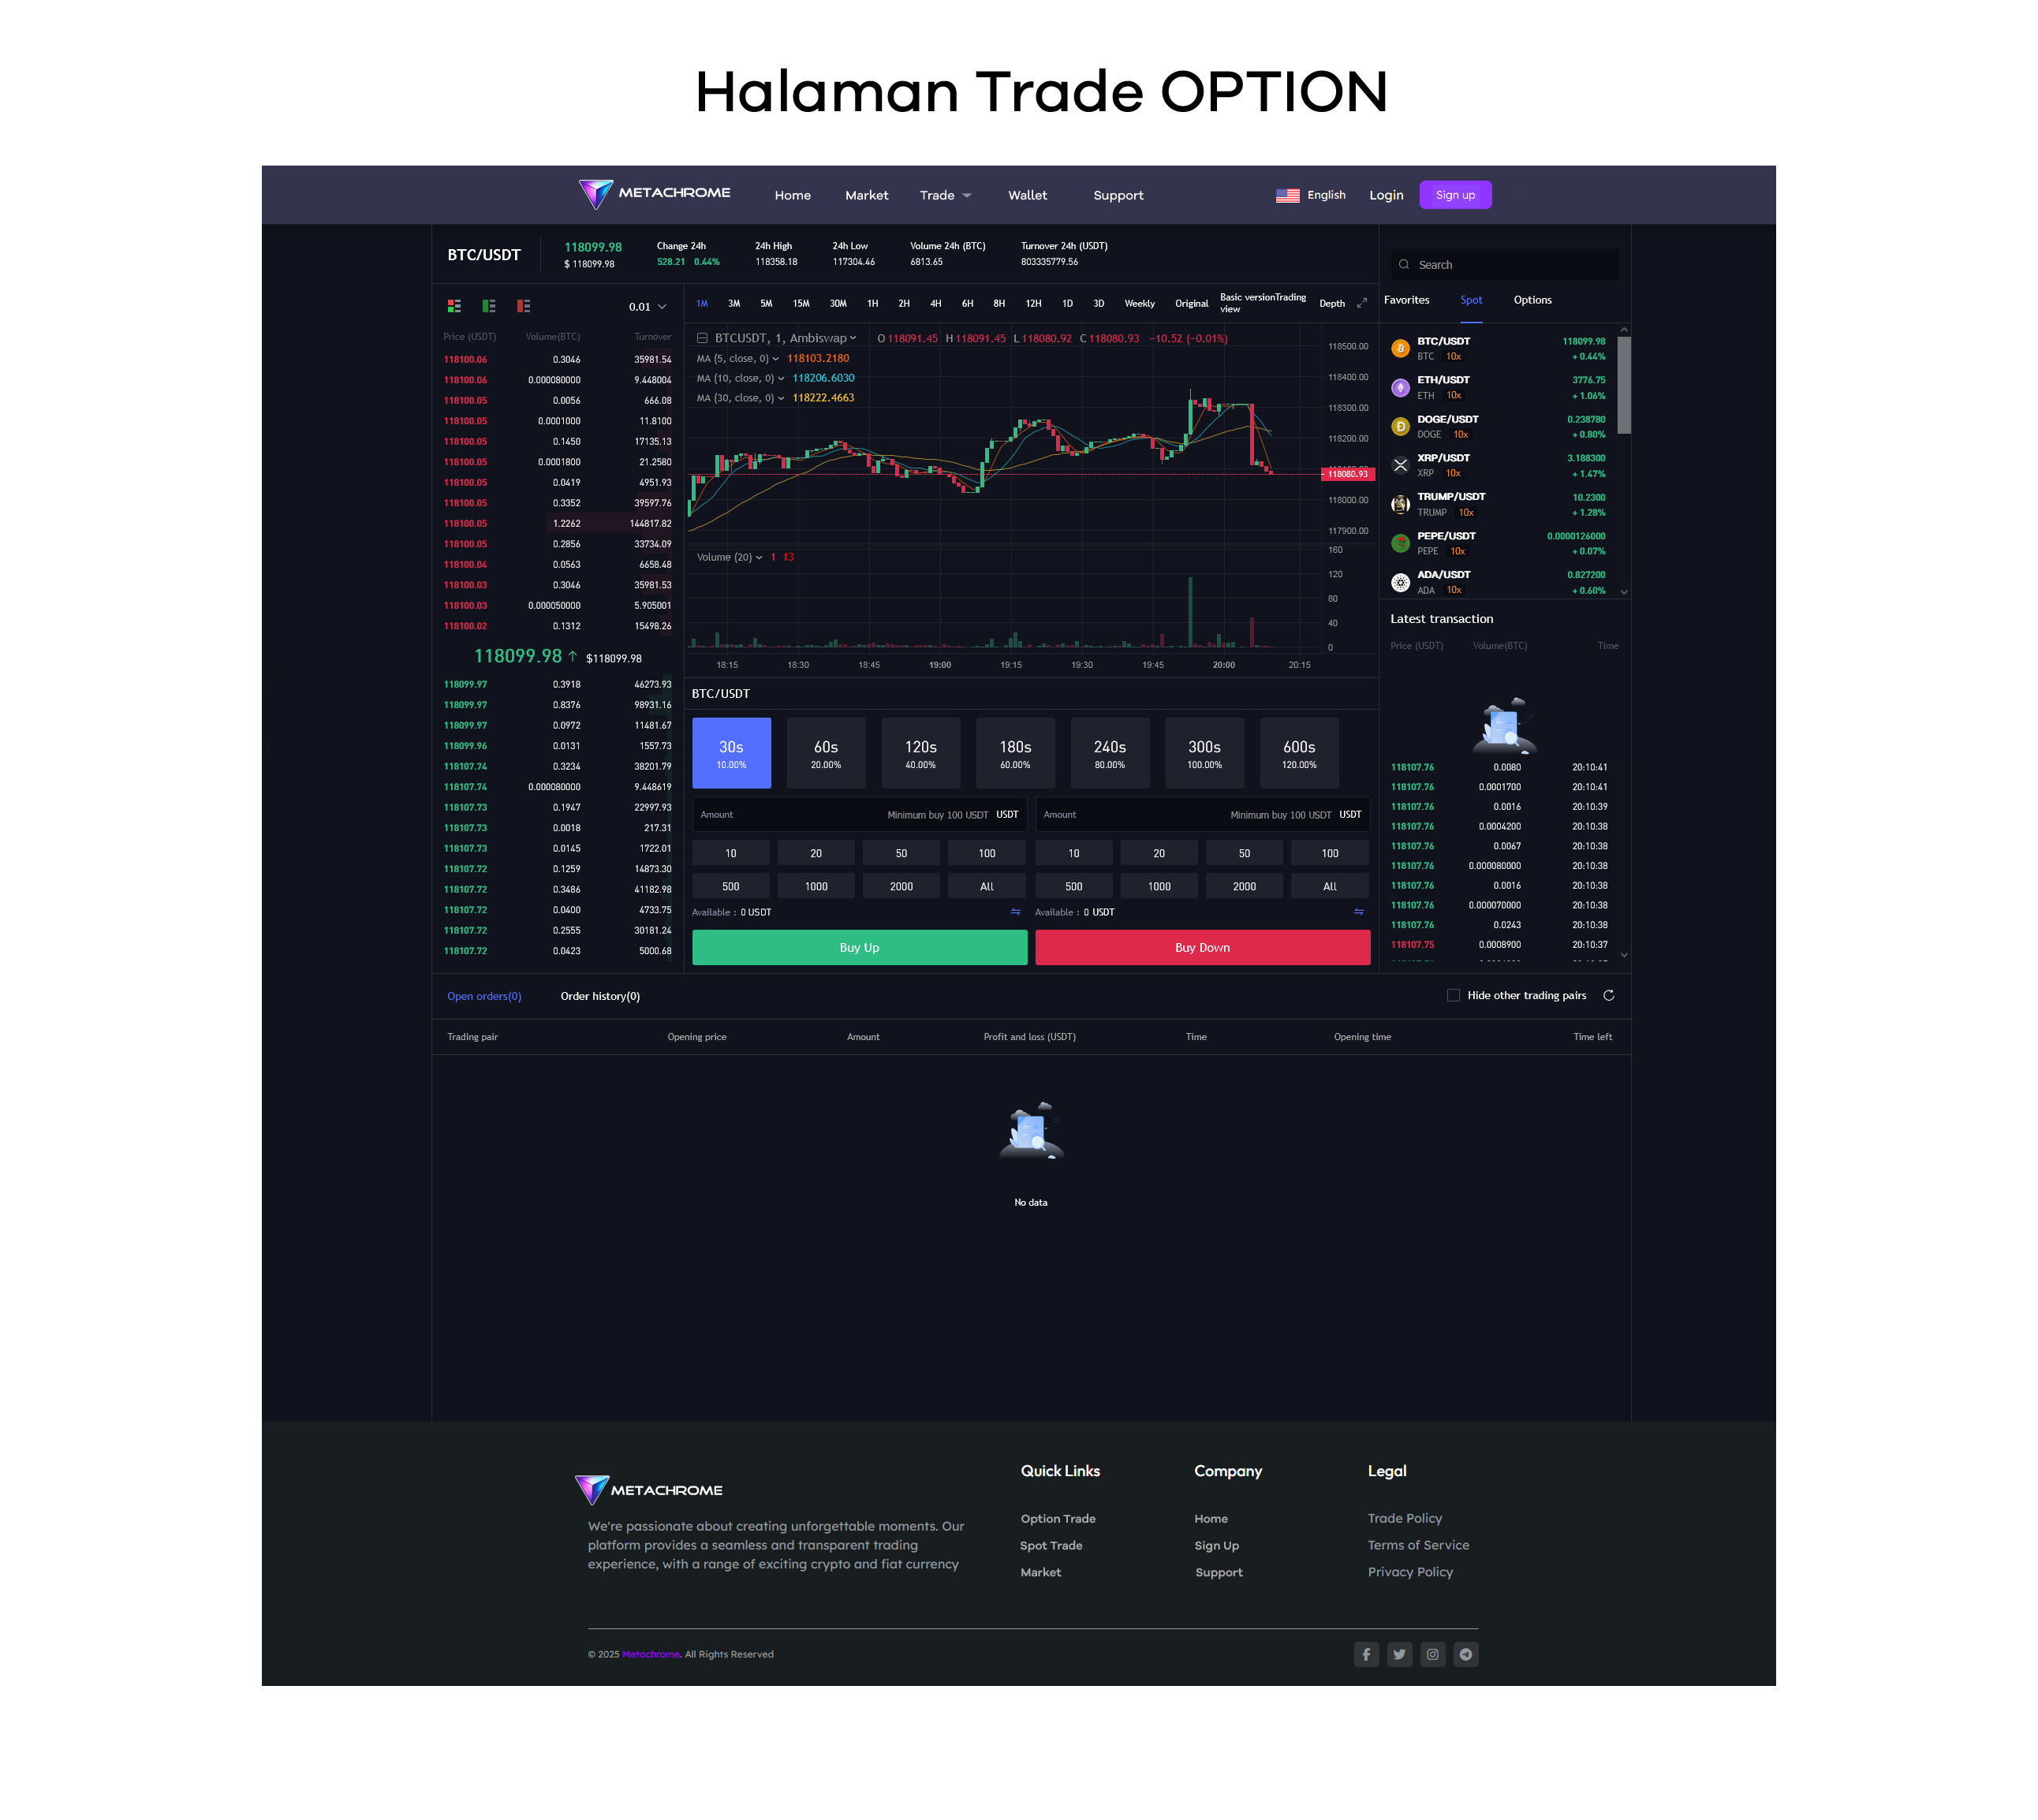 Halaman Trade OPTION
METACHROME Home Market Trade Wallet Support English Login Sign up
BTC/USDT
118099.98
$ 118099.98
Change 24h
528.21 0.44%
24h High
118358.18
24h Low
117304.46
Volume 24h (BTC)
6813.65
Turnover 24h (USDT)
803335779.56
0.01
Price (USDT) Volume(BTC) Turnover
118100.06 0.3046 35981.54
118100.06 0.000080000 9.448004
118100.05 0.0056 666.08
118100.05 0.0001000 11.8100
118100.05 0.1450 17135.13
118100.05 0.0001800 21.2580
118100.05 0.0419 4951.93
118100.05 0.3352 39597.76
118100.05 1.2262 144817.82
118100.05 0.2856 33734.09
118100.04 0.0563 6658.48
118100.03 0.3046 35981.53
118100.03 0.000050000 5.905001
118100.02 0.1312 15498.26
118099.98 ↑ $118099.98
118099.97 0.3918 46273.93
118099.97 0.8376 98931.16
118099.97 0.0972 11481.67
118099.96 0.0131 1557.73
118107.74 0.3234 38201.79
118107.74 0.000080000 9.448619
118107.73 0.1947 22997.93
118107.73 0.0018 217.31
118107.73 0.0145 1722.01
118107.72 0.1259 14873.30
118107.72 0.3486 41182.98
118107.72 0.0400 4733.75
118107.72 0.2555 30181.24
118107.72 0.0423 5000.68
1M 3M 5M 15M 30M 1H 2H 4H 6H 8H 12H 1D 3D Weekly Original Basic versionTrading Depth
view
BTCUSDT, 1, Ambiswap O 118091.45 H 118091.45 L 118080.92 C 118080.93 −10.52 (−0.01%)
MA (5, close, 0) 118103.2180
MA (10, close, 0) 118206.6030
MA (30, close, 0) 118222.4663
118500.00
118400.00
118300.00
118200.00
118080.93
118000.00
117900.00
Volume (20) 1 13
160
120
80
40
0
18:15 18:30 18:45 19:00 19:15 19:30 19:45 20:00 20:15
BTC/USDT
30s 60s 120s 180s 240s 300s 600s
10.00% 20.00% 40.00% 60.00% 80.00% 100.00% 120.00%
Amount Minimum buy 100 USDT USDT Amount Minimum buy 100 USDT USDT
10 20 50 100 10 20 50 100
500 1000 2000 All 500 1000 2000 All
Available : 0 USDT Available : 0 USDT
Buy Up Buy Down
Search
Favorites Spot Options
BTC/USDT 118099.98
BTC 10x + 0.44%
ETH/USDT 3776.75
ETH 10x + 1.06%
DOGE/USDT 0.238780
DOGE 10x + 0.80%
XRP/USDT 3.188300
XRP 10x + 1.47%
TRUMP/USDT 10.2300
TRUMP 10x + 1.28%
PEPE/USDT 0.0000126000
PEPE 10x + 0.07%
ADA/USDT 0.827200
ADA 10x + 0.60%
Latest transaction
Price (USDT) Volume(BTC) Time
118107.76 0.0080 20:10:41
118107.76 0.0001700 20:10:41
118107.76 0.0016 20:10:39
118107.76 0.0004200 20:10:38
118107.76 0.0067 20:10:38
118107.76 0.000080000 20:10:38
118107.76 0.0016 20:10:38
118107.76 0.000070000 20:10:38
118107.76 0.0243 20:10:38
118107.75 0.0008900 20:10:37
Open orders(0) Order history(0) Hide other trading pairs
Trading pair Opening price Amount Profit and loss (USDT) Time Opening time Time left
No data
METACHROME
We're passionate about creating unforgettable moments. Our
platform provides a seamless and transparent trading
experience, with a range of exciting crypto and fiat currency
Quick Links
Option Trade
Spot Trade
Market
Company
Home
Sign Up
Support
Legal
Trade Policy
Terms of Service
Privacy Policy
© 2025 Metachrome. All Rights Reserved